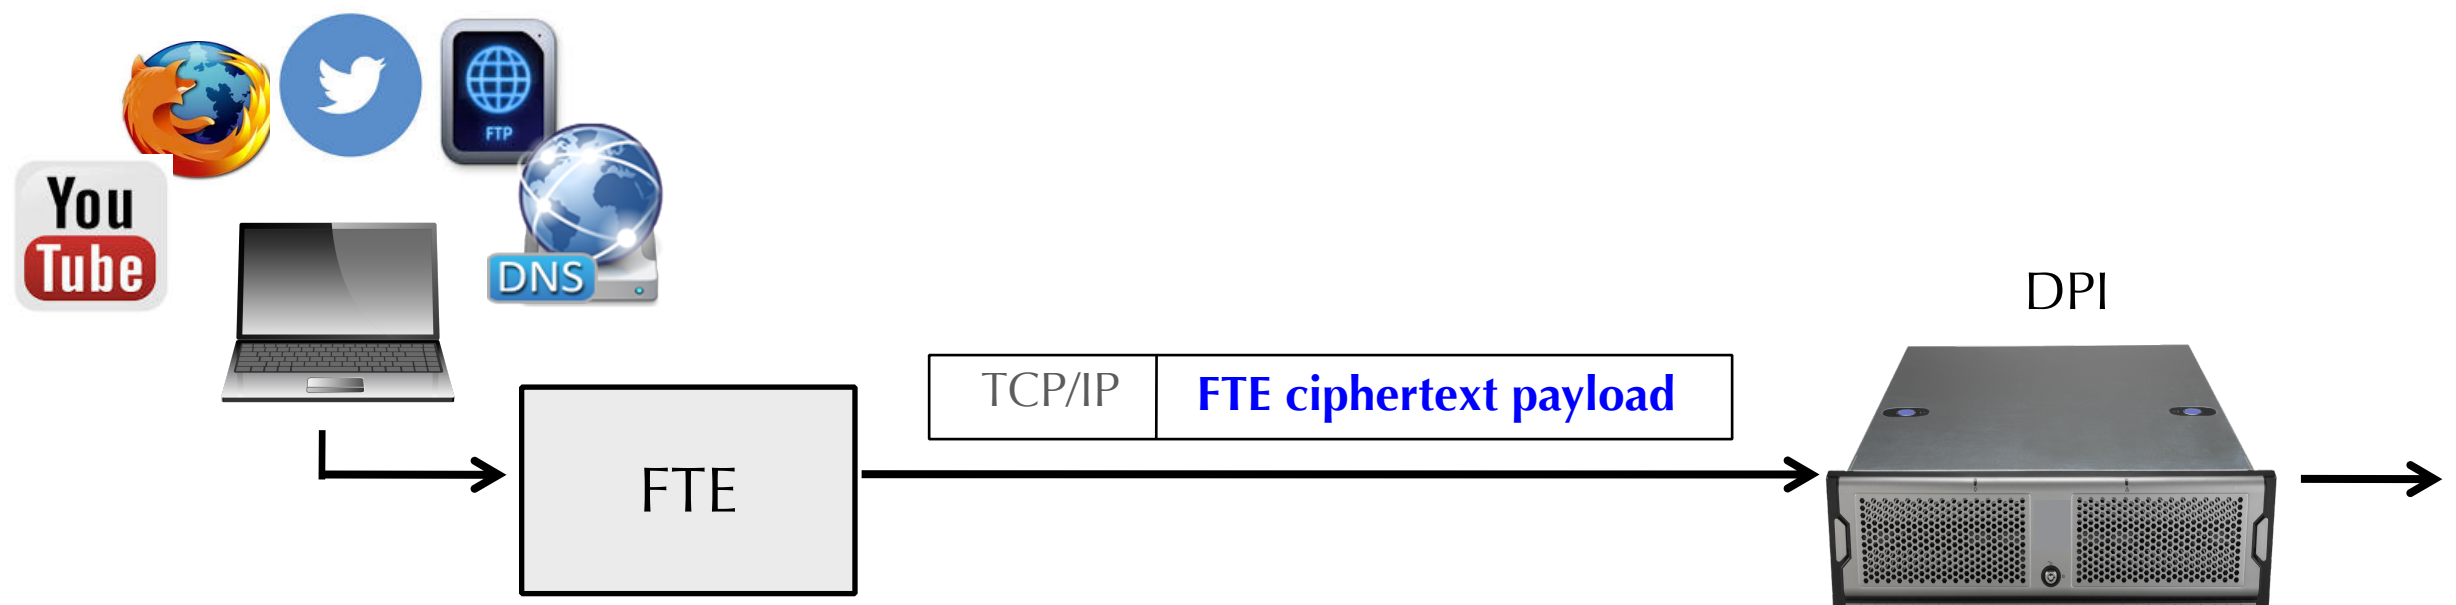 FTP
You
Tube
DNS
DPI
TCP/IP FTE ciphertext payload
FTE